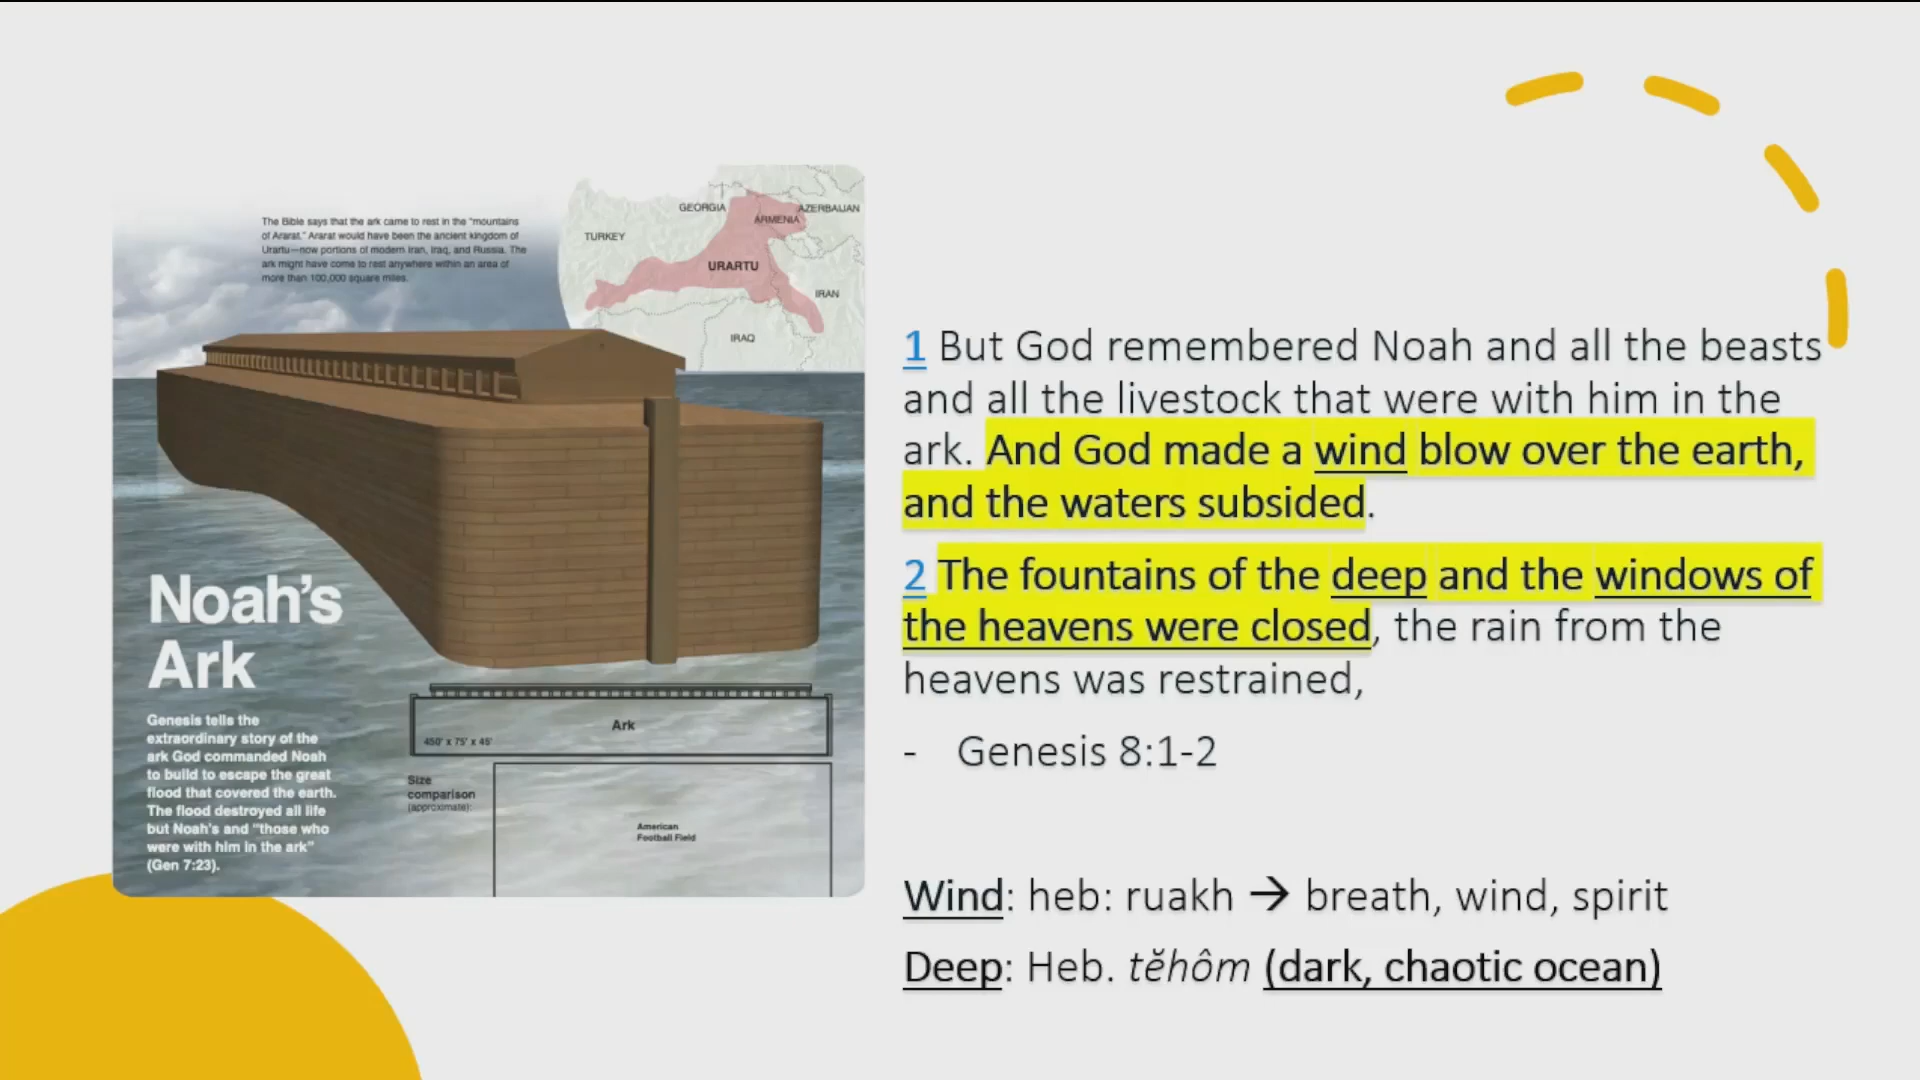 The Bible says that the ark came to rest in the "mountains
of Ararat." Ararat would have been the ancient kingdom of
Urartu—now portions of modern Iran, Iraq, and Russia. The
ark might have come to rest anywhere within an area of
more than 100,000 square miles.
GEORGIA
AZERBAIJAN
ARMENIA
TURKEY
URARTU
IRAN
IRAQ
Noah's
Ark
Genesis tells the
extraordinary story of the
ark God commanded Noah
to build to escape the great
flood that covered the earth.
The flood destroyed all life
but Noah's and "those who
were with him in the ark"
(Gen 7:23).
Ark
450' x 75' x 45'
Size
comparison
(approximate):
American
Football Field
1 But God remembered Noah and all the beasts
and all the livestock that were with him in the
ark. And God made a wind blow over the earth,
and the waters subsided.
2 The fountains of the deep and the windows of
the heavens were closed, the rain from the
heavens was restrained,
- Genesis 8:1-2
Wind: heb: ruakh → breath, wind, spirit
Deep: Heb. tĕhôm (dark, chaotic ocean)